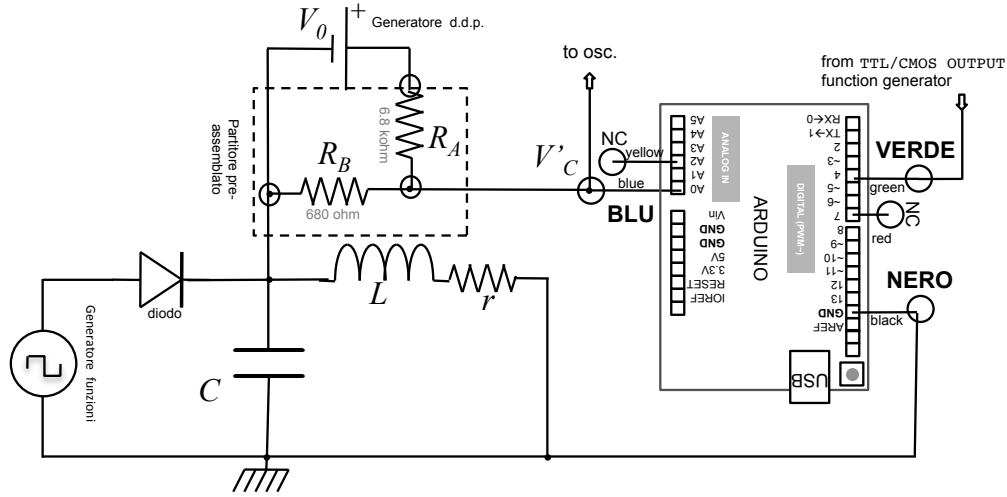 V0
+
Generatore d.d.p.
to osc.
from TTL/CMOS OUTPUT
function generator
Partitore pre-
assemblato
6.8 kohm
RA
RB
680 ohm
V'C
NC
yellow
blue
BLU
A5
A4
A3
A2
A1
A0
ANALOG IN
Vin
GND
GND
5V
3.3V
RESET
IOREF
ARDUINO
DIGITAL (PWM~)
RX←0
TX→1
2
~3
4
~5
~6
7
8
~9
~10
~11
12
13
GND
AREF
USB
VERDE
green
NC
red
NERO
black
diodo
L
r
C
Generatore funzioni